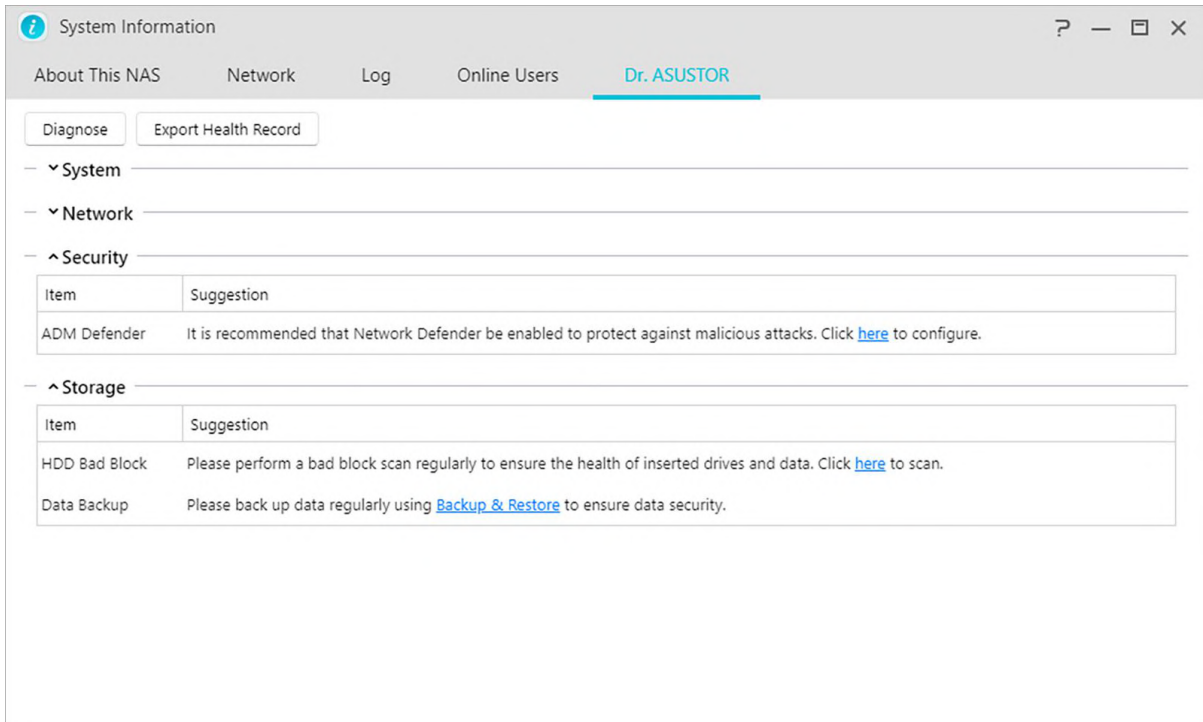 System Information
About This NAS Network Log Online Users Dr. ASUSTOR
Diagnose Export Health Record
System
Network
Security
Item Suggestion
ADM Defender It is recommended that Network Defender be enabled to protect against malicious attacks. Click here to configure.
Storage
Item Suggestion
HDD Bad Block Please perform a bad block scan regularly to ensure the health of inserted drives and data. Click here to scan.
Data Backup Please back up data regularly using Backup & Restore to ensure data security.